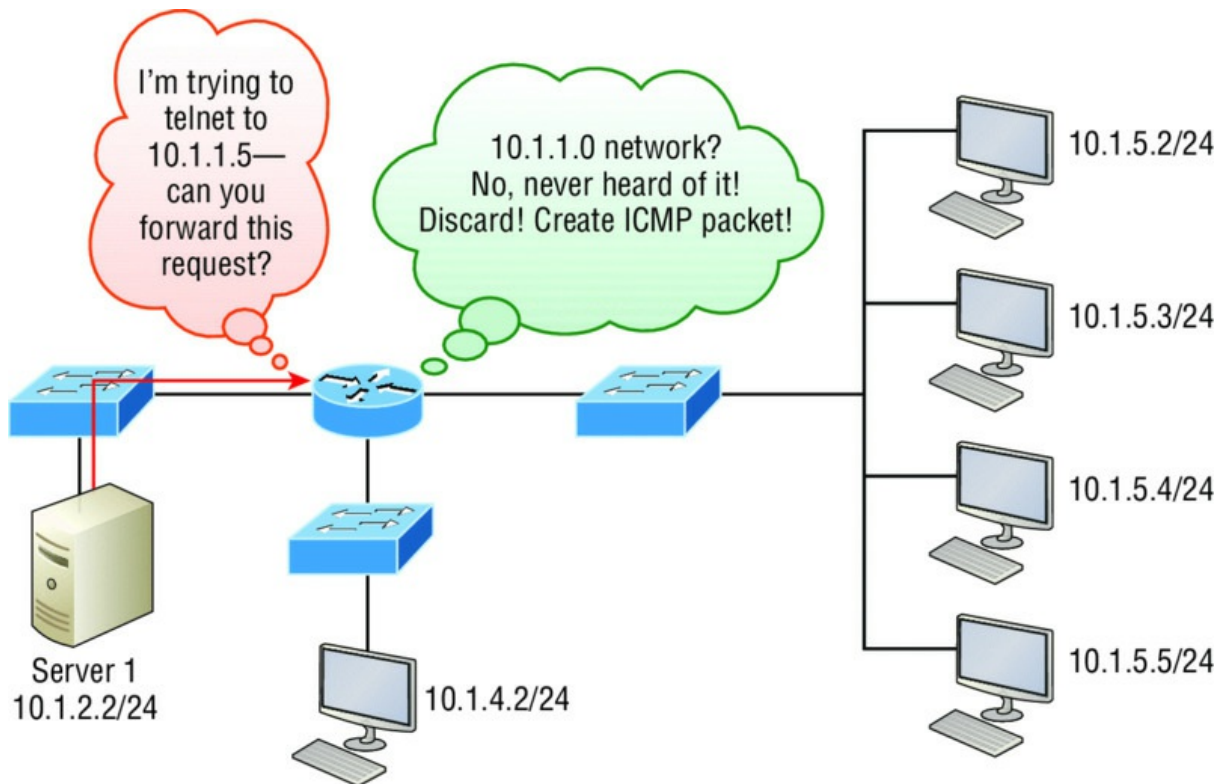 I'm trying to
telnet to
10.1.1.5—
can you
forward this
request?
10.1.1.0 network?
No, never heard of it!
Discard! Create ICMP packet!
10.1.5.2/24
10.1.5.3/24
10.1.5.4/24
10.1.5.5/24
Server 1
10.1.2.2/24
10.1.4.2/24